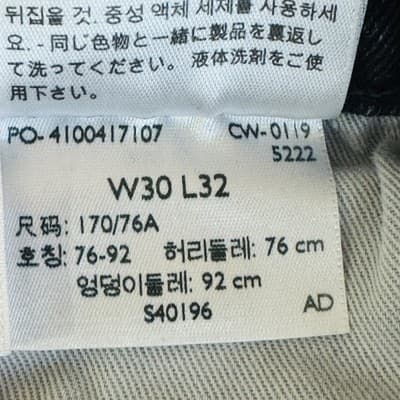 뒤집을 것. 중성 액체 세제를 사용하세
요. - 同じ色物と一緒に製品を裏返し
て洗ってください。液体洗剤をご使
用下さい。
PO- 4100417107 CW-0119
5222
W30 L32
尺码: 170/76A
호칭: 76-92 허리둘레: 76 cm
엉덩이둘레: 92 cm
S40196 AD